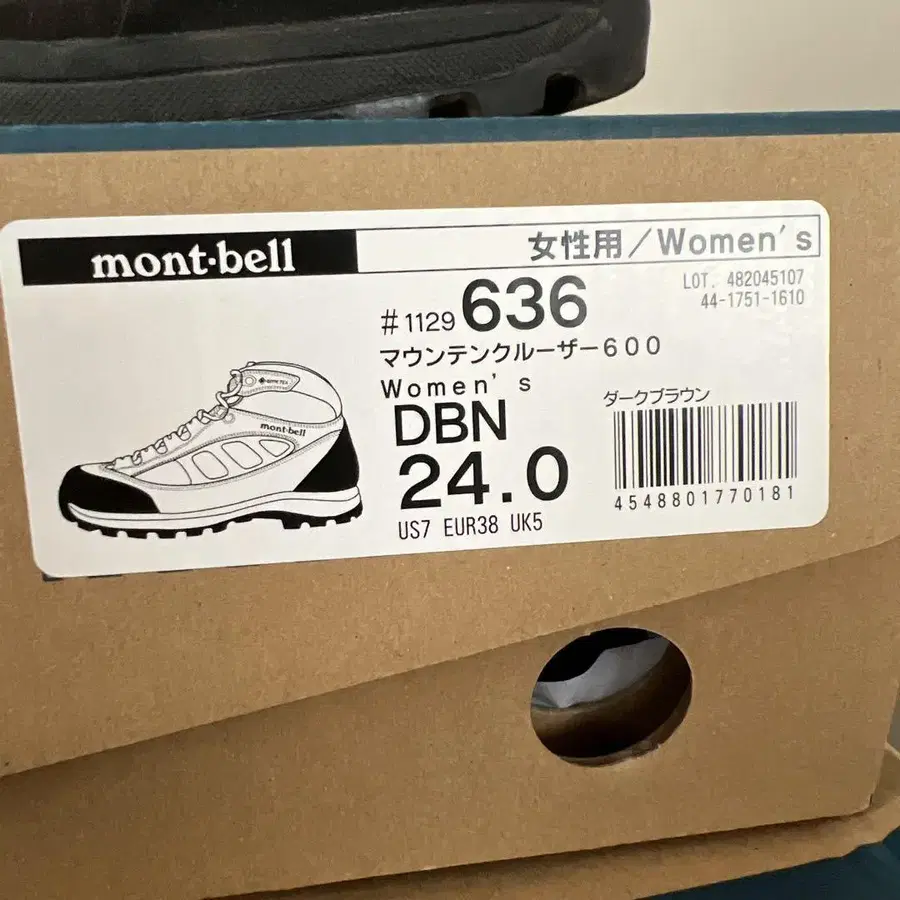 mont·bell
女性用/Women's
LOT. 482045107
44-1751-1610
#1129 636
マウンテンクルーザー600
Women's
DBN
ダークブラウン
24.0
US7 EUR38 UK5
4548801770181
GORE-TEX
mont-bell